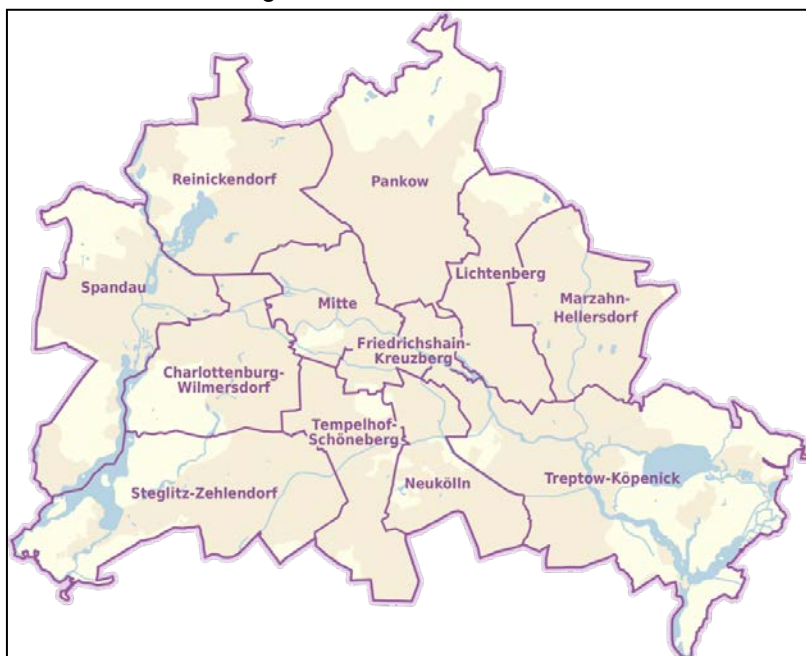 Reinickendorf
Pankow
Lichtenberg
Spandau
Mitte
Marzahn-
Hellersdorf
Friedrichshain-
Kreuzberg
Charlottenburg-
Wilmersdorf
Tempelhof-
Schöneberg
Steglitz-Zehlendorf
Neukölln
Treptow-Köpenick